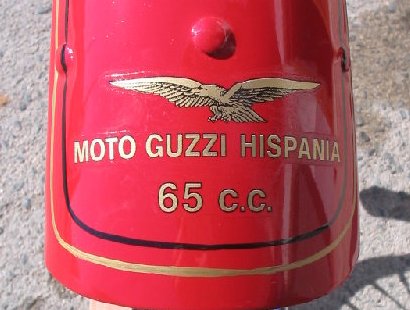 MOTO GUZZI HISPANIA
65 C.C.